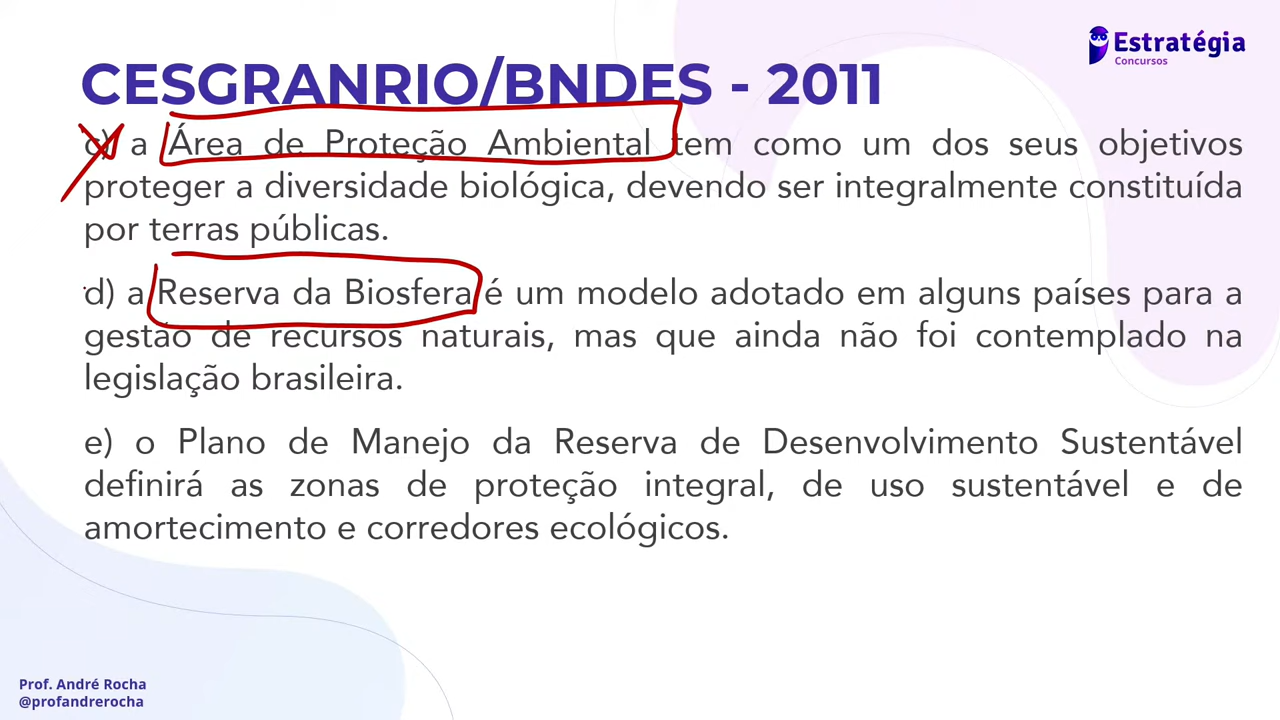 Estratégia
Concursos
CESGRANRIO/BNDES - 2011
c) a Área de Proteção Ambiental tem como um dos seus objetivos
proteger a diversidade biológica, devendo ser integralmente constituída
por terras públicas.
d) a Reserva da Biosfera é um modelo adotado em alguns países para a
gestão de recursos naturais, mas que ainda não foi contemplado na
legislação brasileira.
e) o Plano de Manejo da Reserva de Desenvolvimento Sustentável
definirá as zonas de proteção integral, de uso sustentável e de
amortecimento e corredores ecológicos.
Prof. André Rocha
@profandrerocha